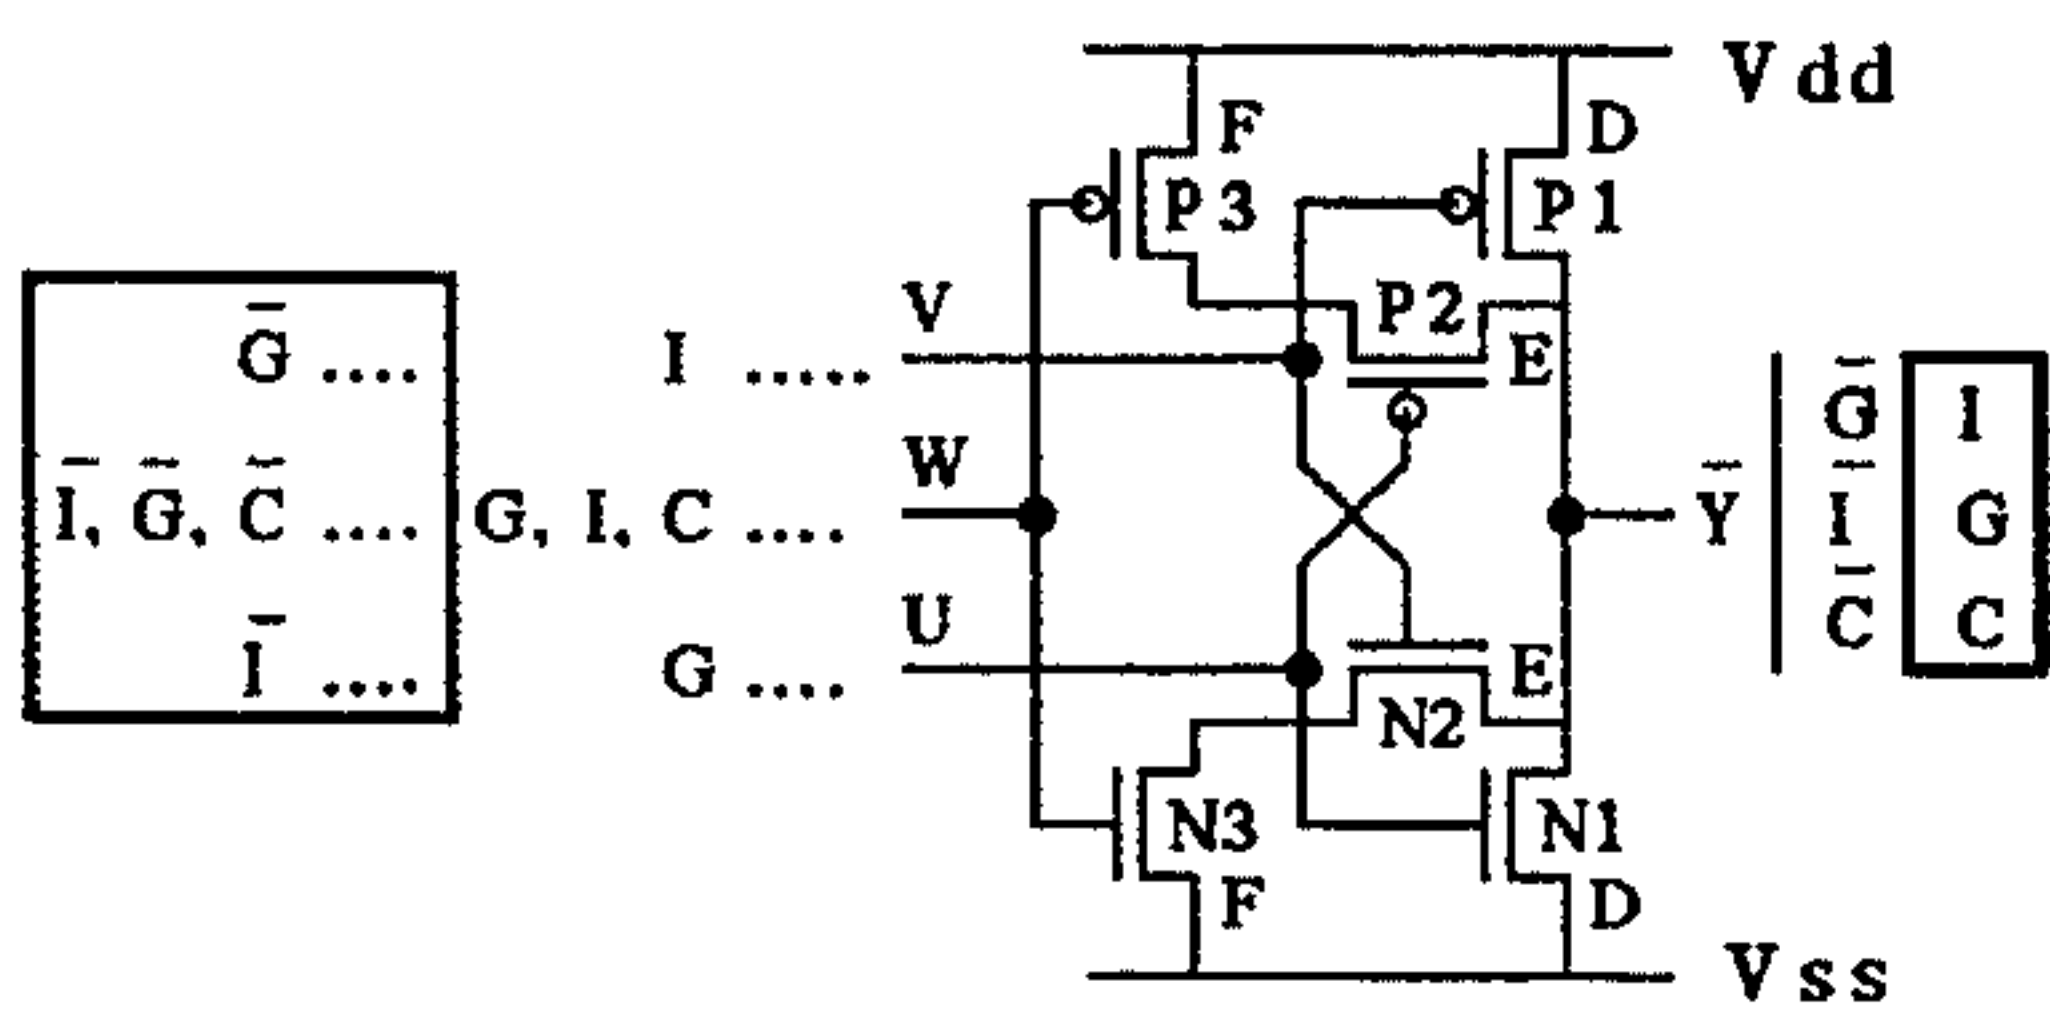 Vdd
F D
P3 P1
V P2
G̅ .... I ..... E
G̅ I
W
I̅, G̅, C̅ .... G, I, C .... Y̅ I̅ G
U
C̅ C
I̅ .... G .... E
N2
N3 N1
F D
Vss